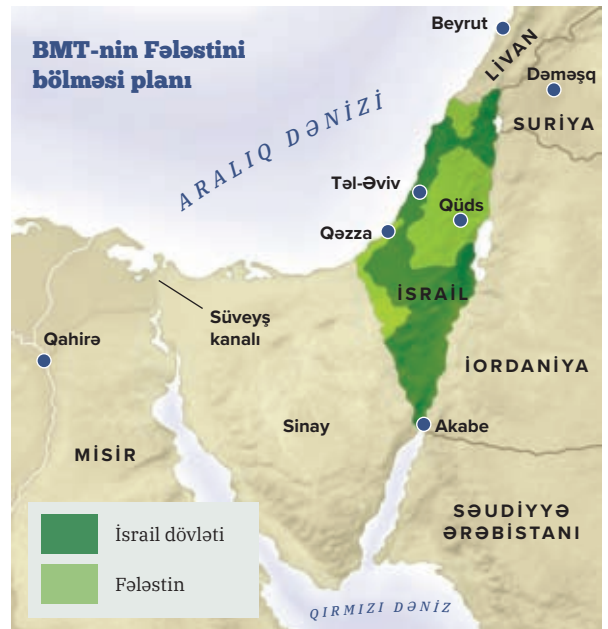 BMT-nin Fələstini
bölməsi planı
Beyrut
LİVAN
Dəməşq
SURİYA
ARALIQ DƏNİZİ
Təl-Əviv
Qüds
Qəzza
İSRAİL
Süveyş
kanalı
Qahirə
İORDANİYA
Sinay
Akabe
MİSİR
SƏUDİYYƏ
ƏRƏBİSTANI
İsrail dövləti
Fələstin
QIRMIZI DƏNİZ